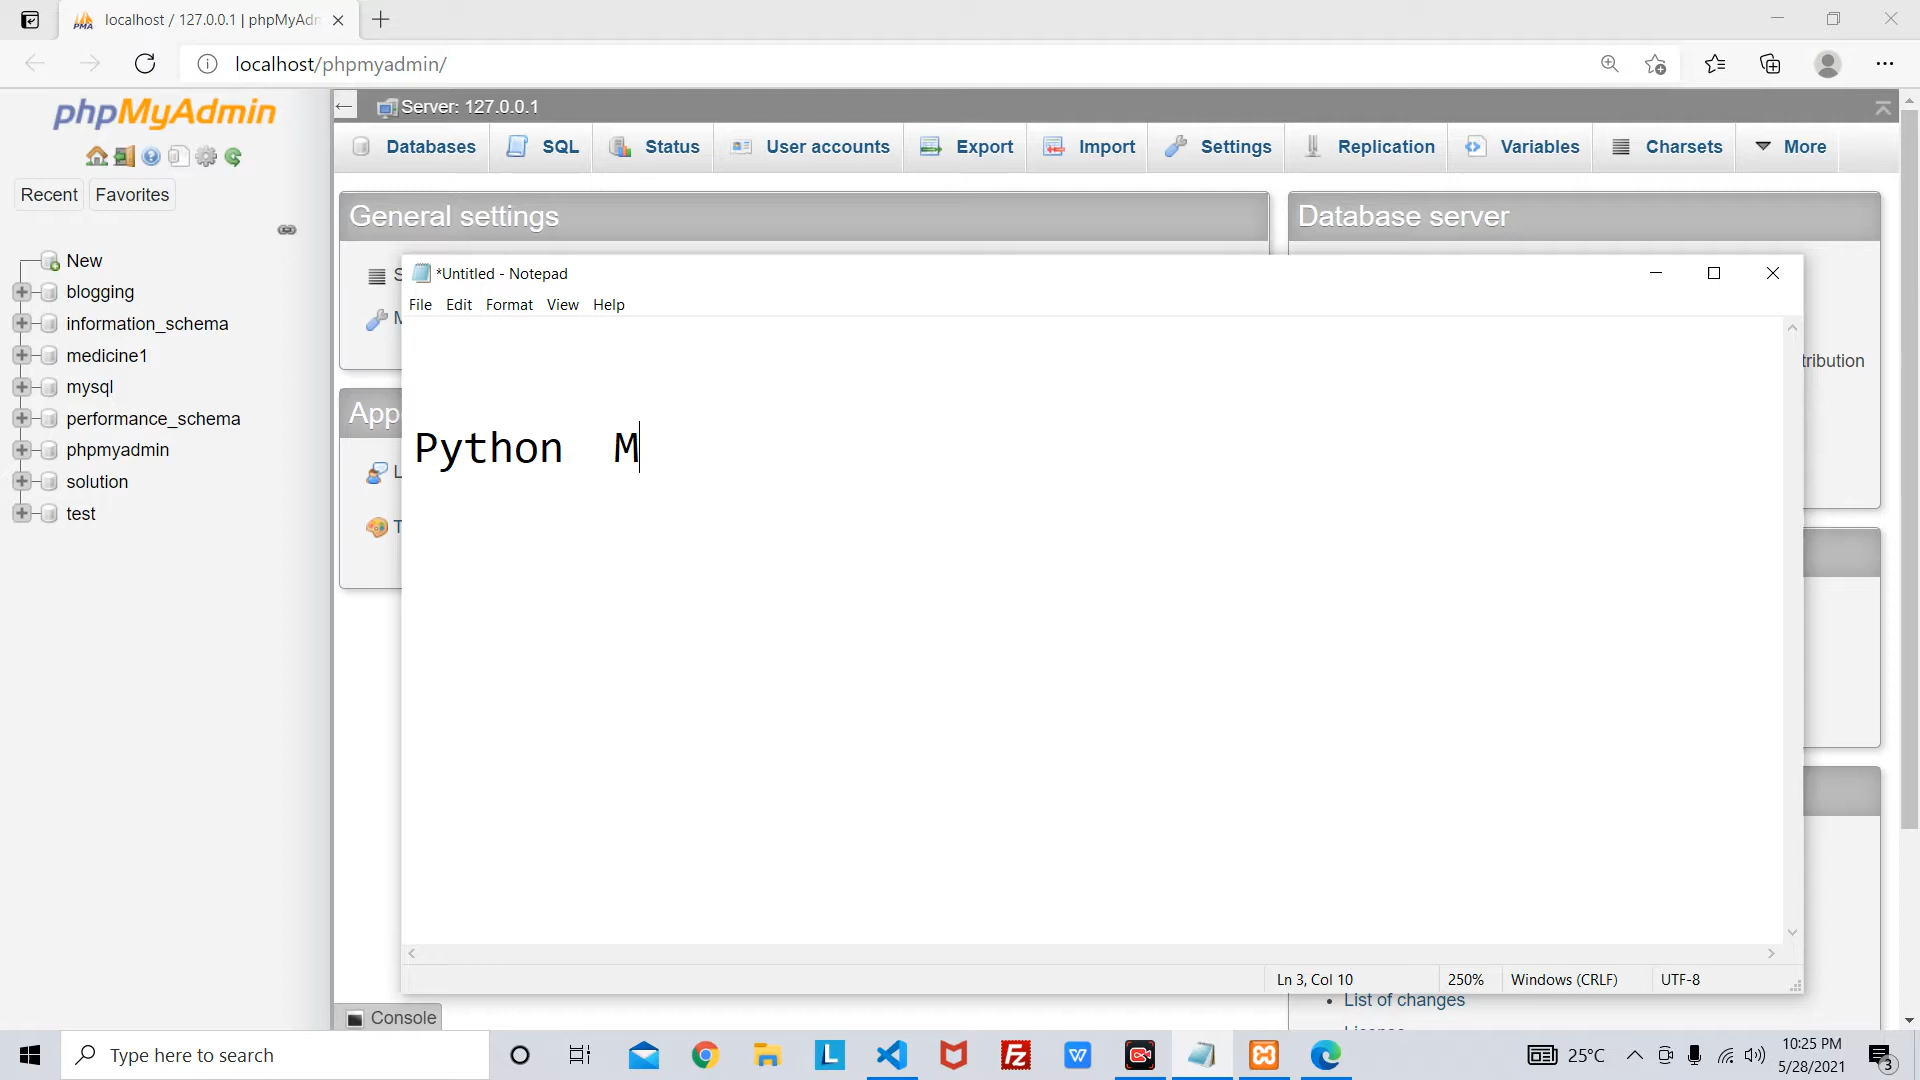 localhost / 127.0.0.1 | phpMyAdm
localhost/phpmyadmin/
phpMyAdmin
Recent
Favorites
New
blogging
information_schema
medicine1
mysql
performance_schema
phpmyadmin
solution
test
Server: 127.0.0.1
Databases
SQL
Status
User accounts
Export
Import
Settings
Replication
Variables
Charsets
More
General settings
Database server
*Untitled - Notepad
File Edit Format View Help
Python  M
tribution
Ln 3, Col 10
250%
Windows (CRLF)
UTF-8
List of changes
Console
Type here to search
25°C
10:25 PM
5/28/2021
3